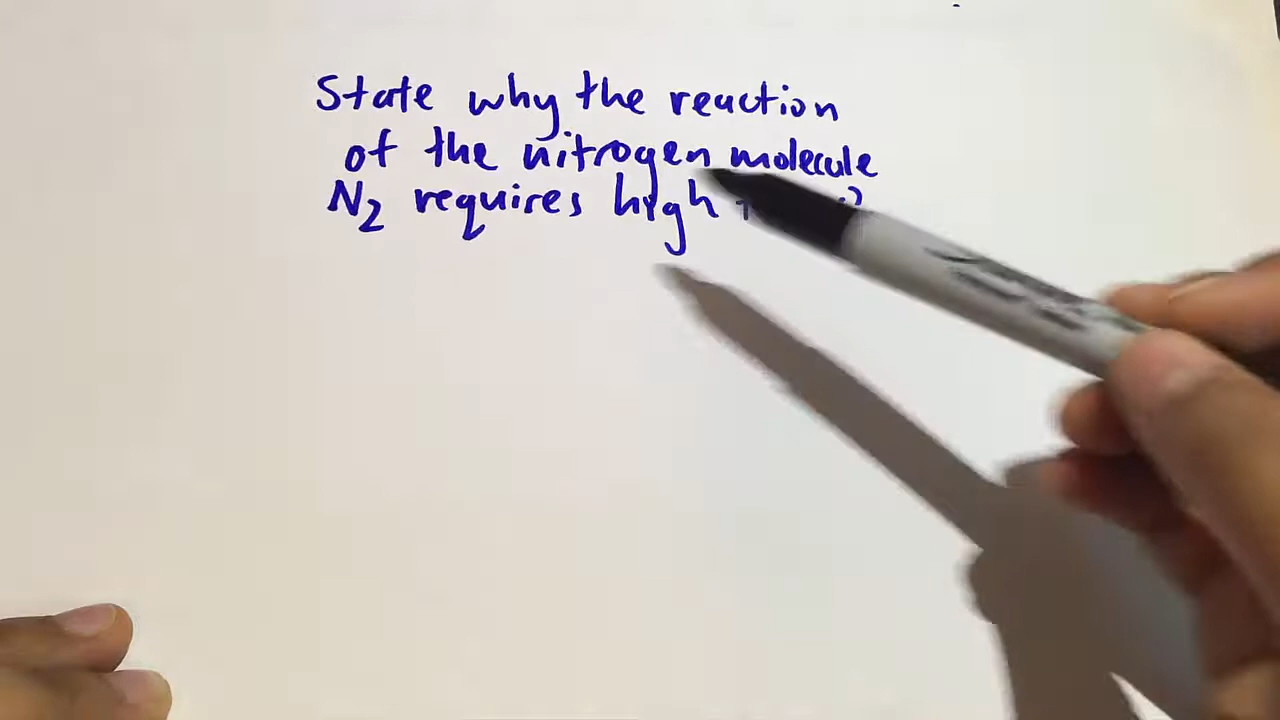 State why the reaction
of the nitrogen molecule
N2 requires high